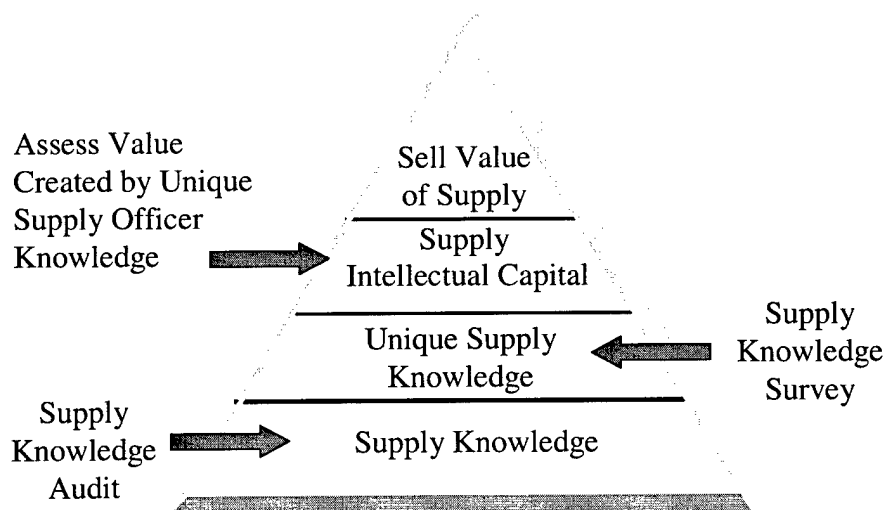 Assess Value
Created by Unique
Supply Officer
Knowledge
Sell Value
of Supply
Supply
Intellectual Capital
Unique Supply
Knowledge
Supply
Knowledge
Survey
Supply
Knowledge
Audit
Supply Knowledge